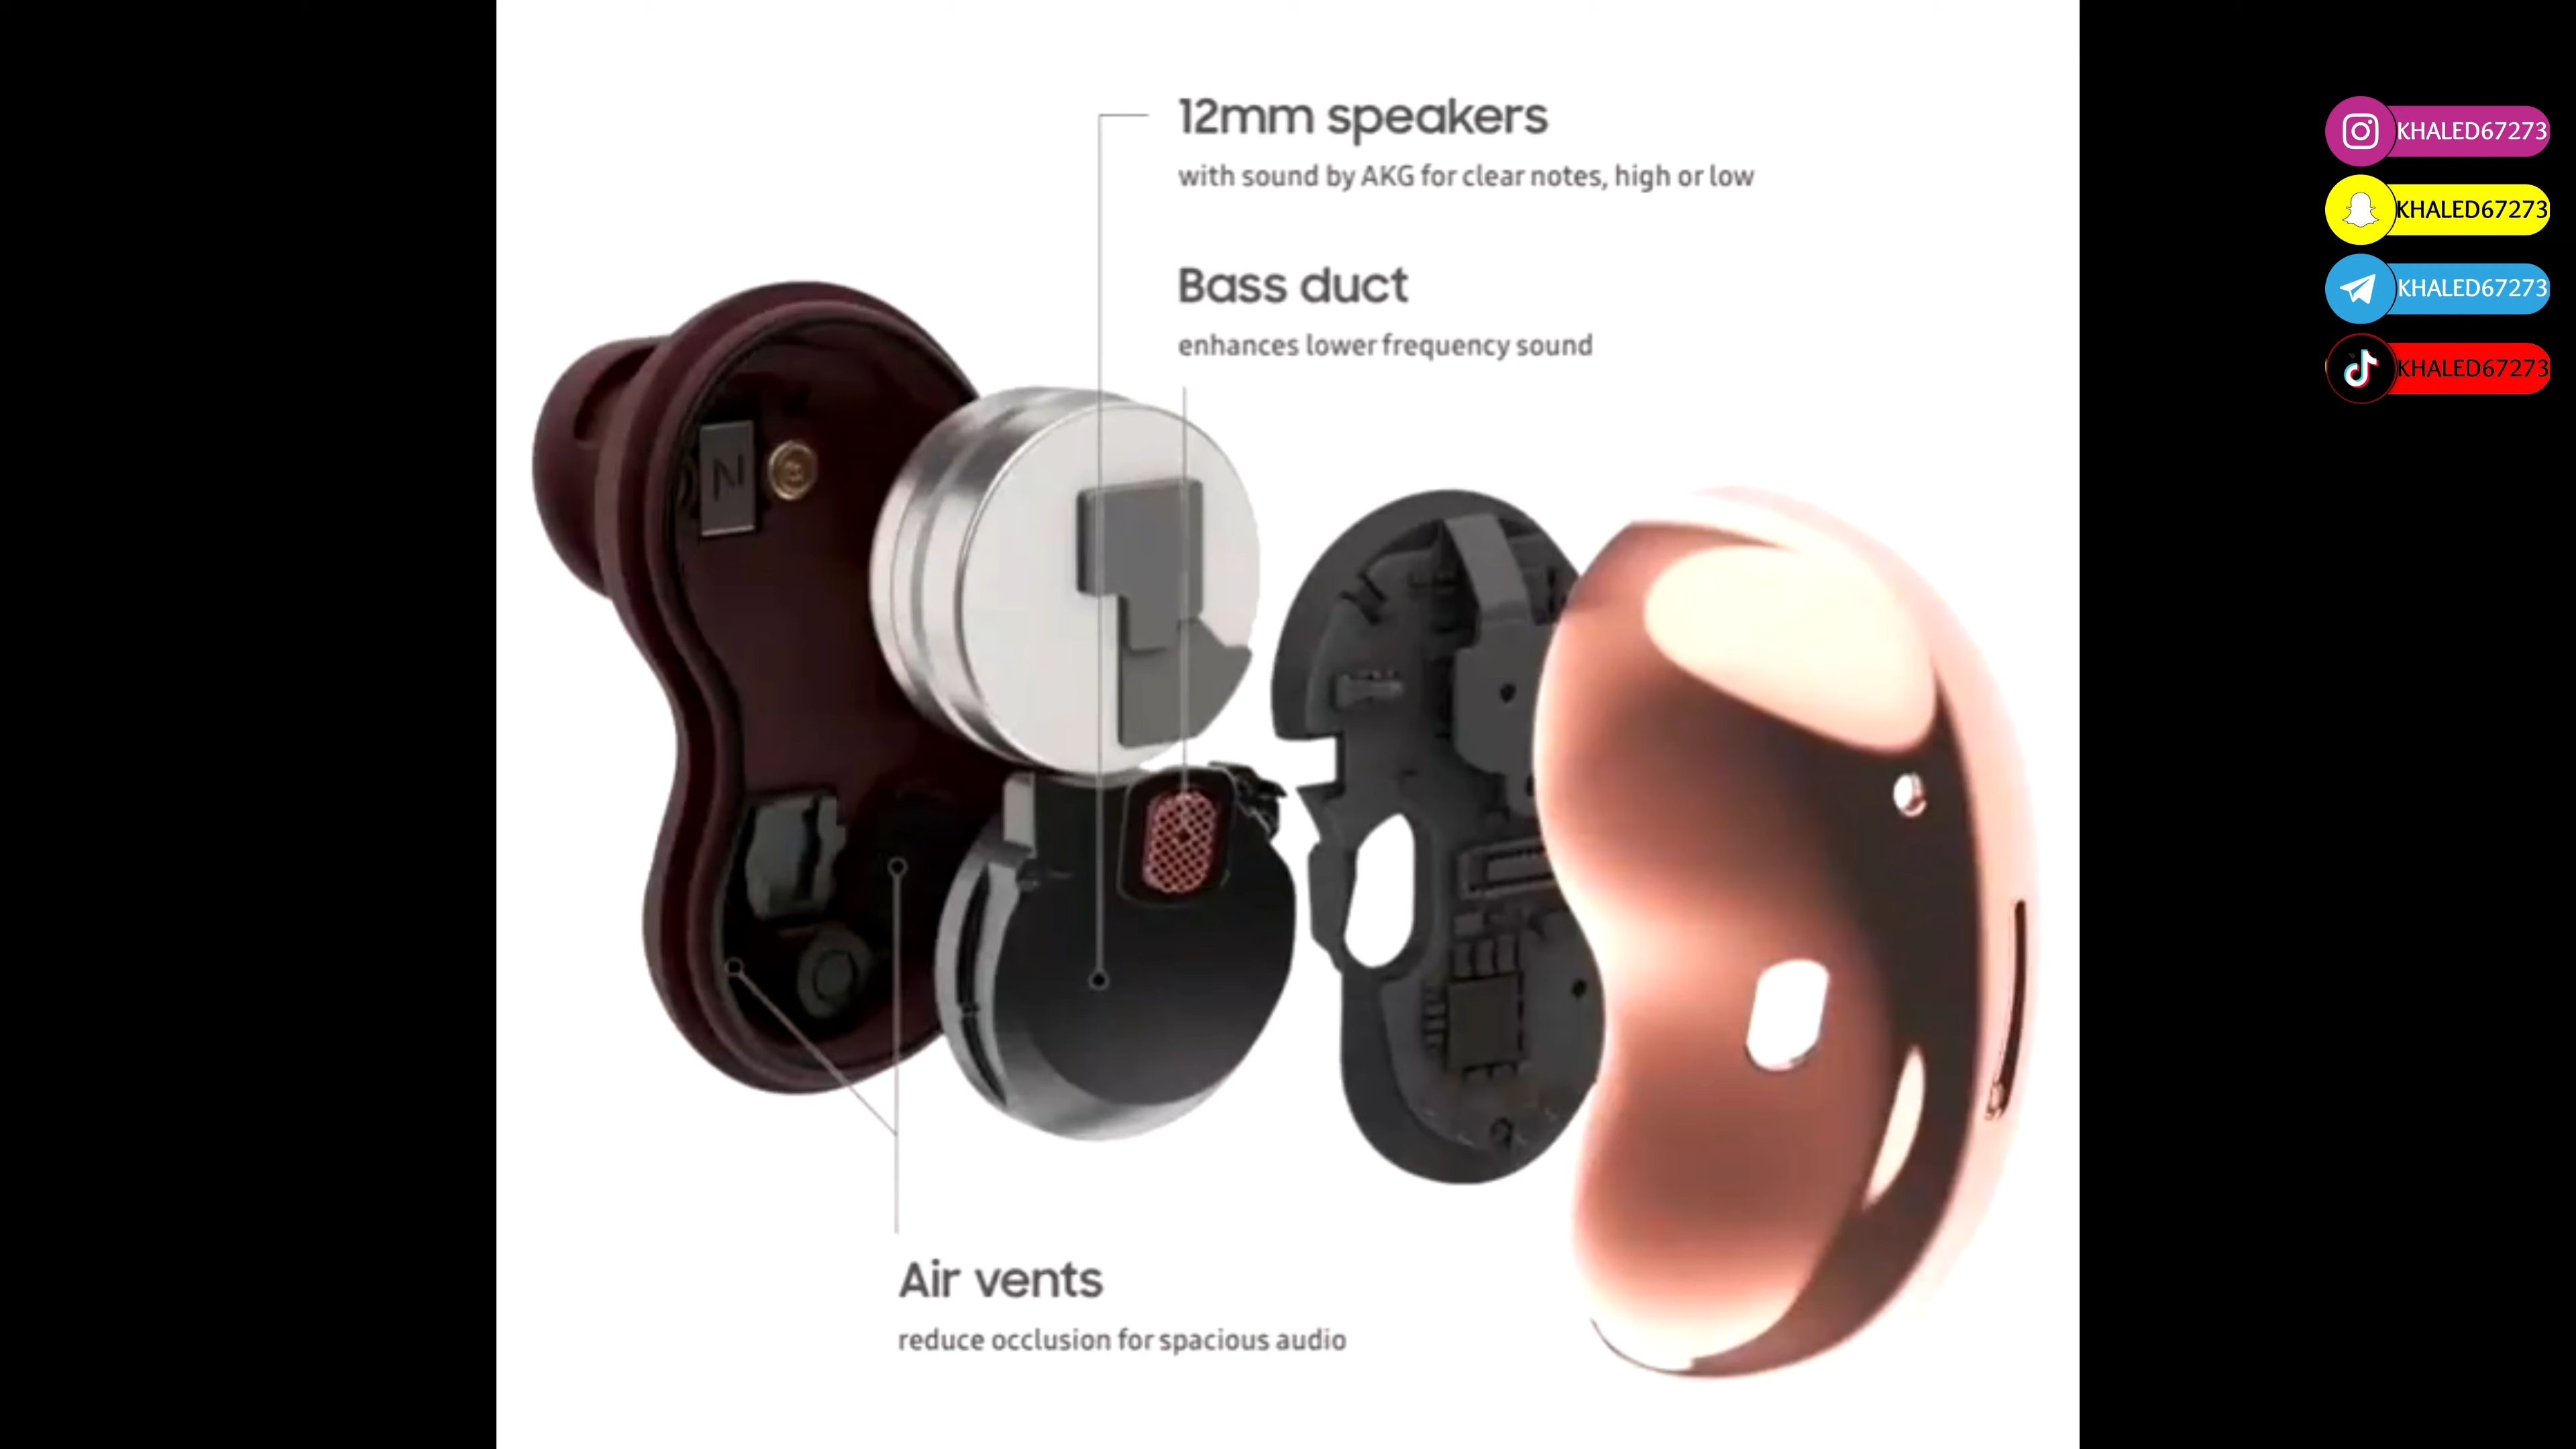 12mm speakers
with sound by AKG for clear notes, high or low
Bass duct
enhances lower frequency sound
N
Air vents
reduce occlusion for spacious audio
KHALED67273
KHALED67273
KHALED67273
KHALED67273